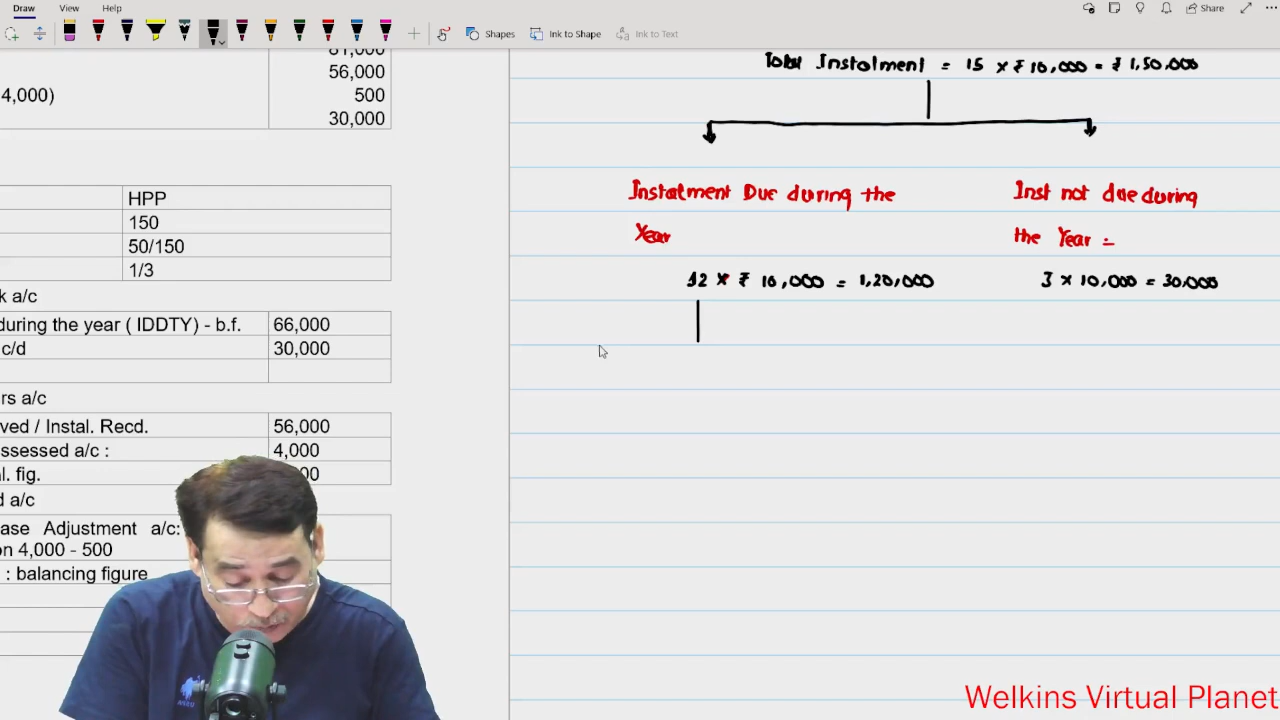 Draw View Help
Share
Shapes Ink to Shape Ink to Text
81,000
56,000
4,000) 500
30,000
HPP
150
50/150
1/3
k a/c
during the year ( IDDTY) - b.f. 66,000
c/d 30,000
rs a/c
ved / Instal. Recd. 56,000
ssessed a/c : 4,000
l. fig. 00
d a/c
ase Adjustment a/c:
on 4,000 - 500
: balancing figure
Total Instalment = 15 x ₹ 10,000 = ₹ 1,50,000
Instalment Due during the
Year
Inst not due during
the Year =
12 x ₹ 10,000 = 1,20,000
3 x 10,000 = 30,000
Welkins Virtual Planet